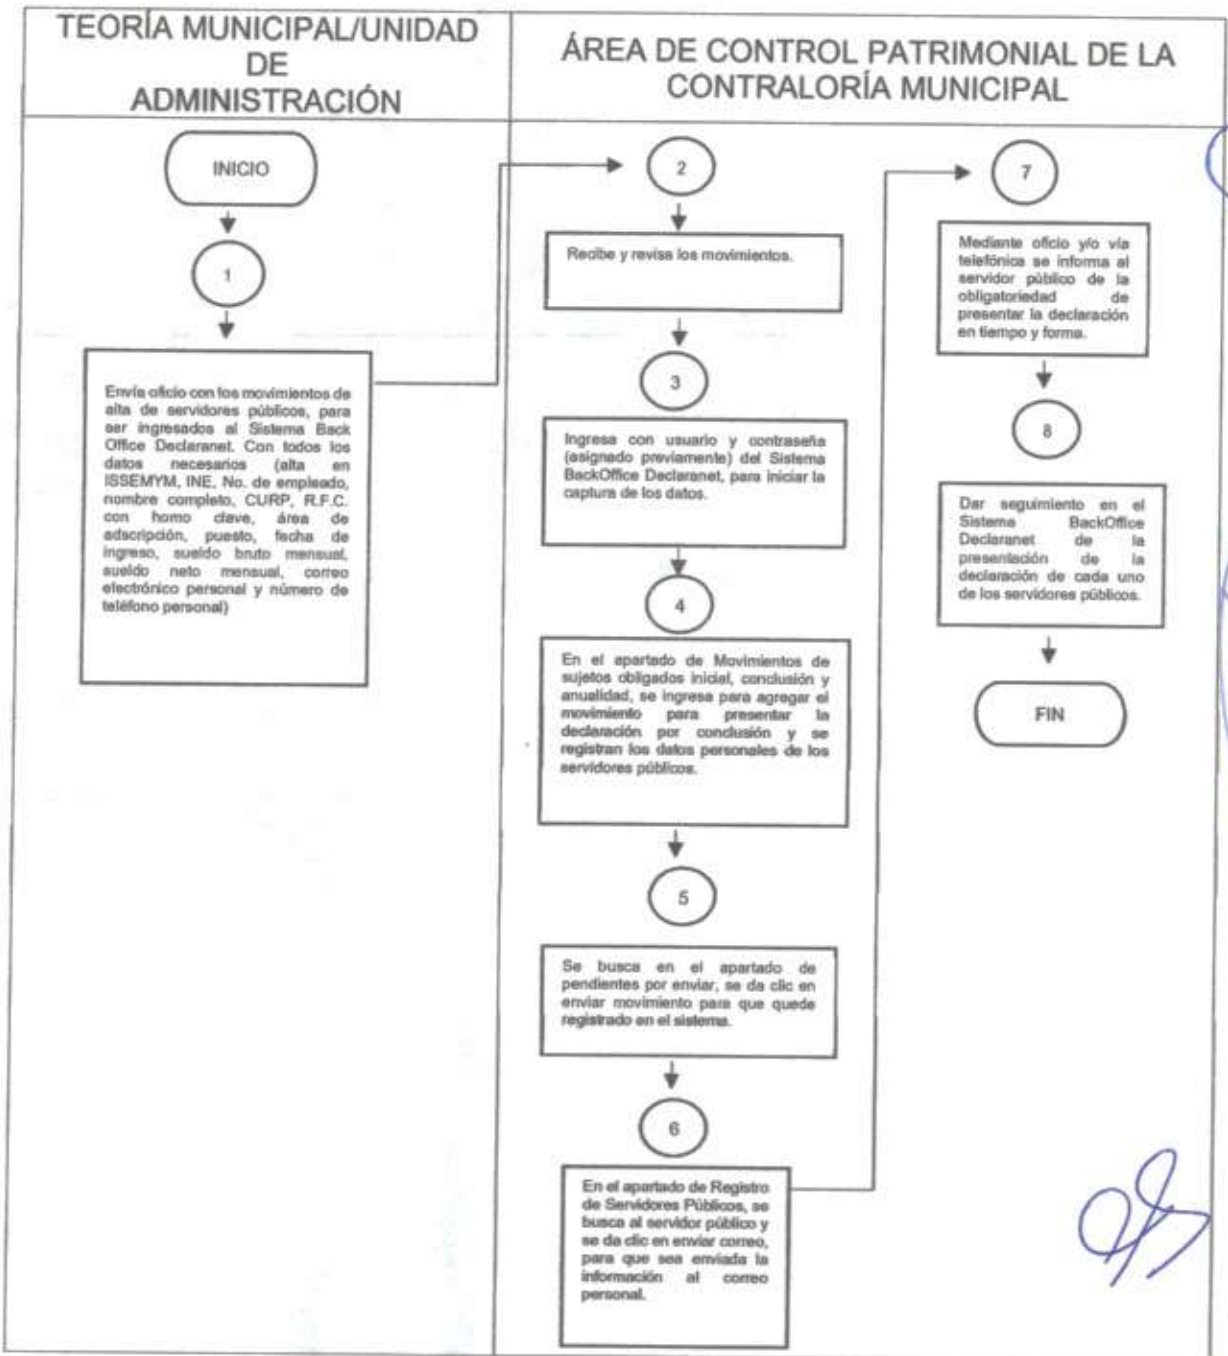 TEORÍA MUNICIPAL/UNIDAD
DE
ADMINISTRACIÓN
ÁREA DE CONTROL PATRIMONIAL DE LA
CONTRALORÍA MUNICIPAL
INICIO
1
Envía oficio con los movimientos de
alta de servidores públicos, para
ser ingresados al Sistema Back
Office Declaranet. Con todos los
datos necesarios (alta en
ISSEMYM, INE, No. de empleado,
nombre completo, CURP, R.F.C.
con homo clave, área de
adscripción, puesto, fecha de
ingreso, sueldo bruto mensual,
sueldo neto mensual, correo
electrónico personal y número de
teléfono personal)
2
Recibe y revisa los movimientos.
3
Ingresa con usuario y contraseña
(asignado previamente) del Sistema
BackOffice Declaranet, para iniciar la
captura de los datos.
4
En el apartado de Movimientos de
sujetos obligados inicial, conclusión y
anualidad, se ingresa para agregar el
movimiento para presentar la
declaración por conclusión y se
registran los datos personales de los
servidores públicos.
5
Se busca en el apartado de
pendientes por enviar, se da clic en
enviar movimiento para que quede
registrado en el sistema.
6
En el apartado de Registro
de Servidores Públicos, se
busca al servidor público y
se da clic en enviar correo,
para que sea enviada la
información al correo
personal.
7
Mediante oficio y/o vía
telefónica se informa al
servidor público de la
obligatoriedad de
presentar la declaración
en tiempo y forma.
8
Dar seguimiento en el
Sistema BackOffice
Declaranet de la
presentación de la
declaración de cada uno
de los servidores públicos.
FIN